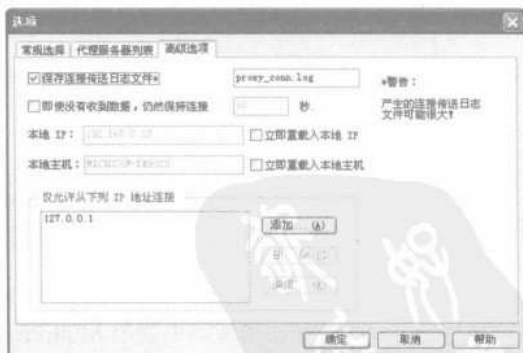 选项
常规选择 代理服务器列表 高级选项
保存连接传送日志文件* proxy_conn.log *警告：
即使没有收到数据，仍然保持连接 秒. 产生的连接传送日志
文件可能很大!
本地 IP： 立即重载入本地 IP
本地主机： 立即重载入本地主机
仅允许从下列 IP 地址连接
127.0.0.1 添加 (A)
确定 取消 帮助